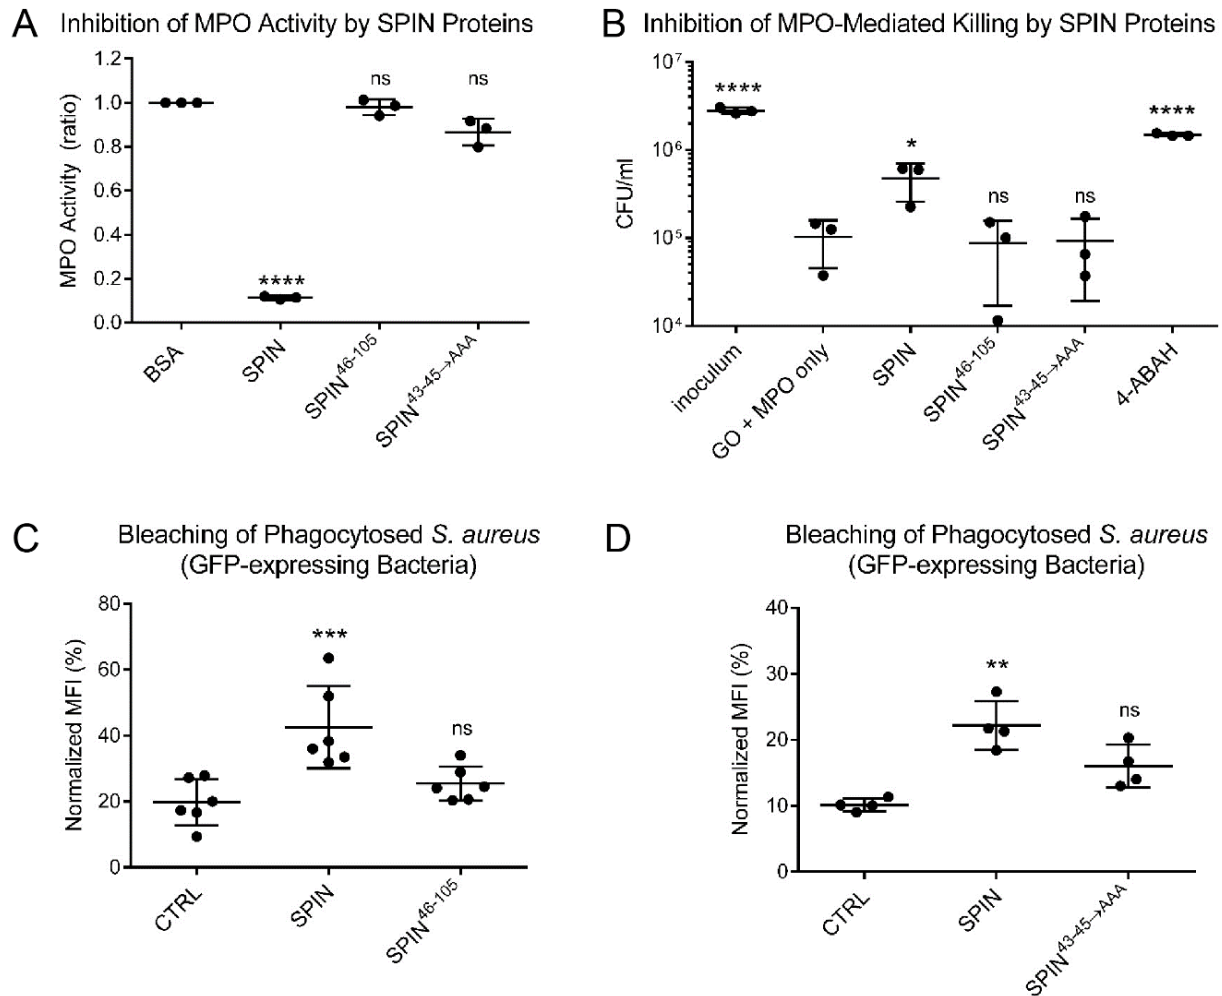 A Inhibition of MPO Activity by SPIN Proteins
MPO Activity (ratio)
1.2
1.0
0.8
0.6
0.4
0.2
0.0
****
ns
ns
BSA
SPIN
SPIN46-105
SPIN43-45→AAA
B Inhibition of MPO-Mediated Killing by SPIN Proteins
CFU/ml
10⁷
10⁶
10⁵
10⁴
****
*
ns
ns
****
inoculum
GO + MPO only
SPIN
SPIN46-105
SPIN43-45→AAA
4-ABAH
C Bleaching of Phagocytosed S. aureus
(GFP-expressing Bacteria)
Normalized MFI (%)
80
60
40
20
0
***
ns
CTRL
SPIN
SPIN46-105
D Bleaching of Phagocytosed S. aureus
(GFP-expressing Bacteria)
Normalized MFI (%)
40
30
20
10
0
**
ns
CTRL
SPIN
SPIN43-45→AAA